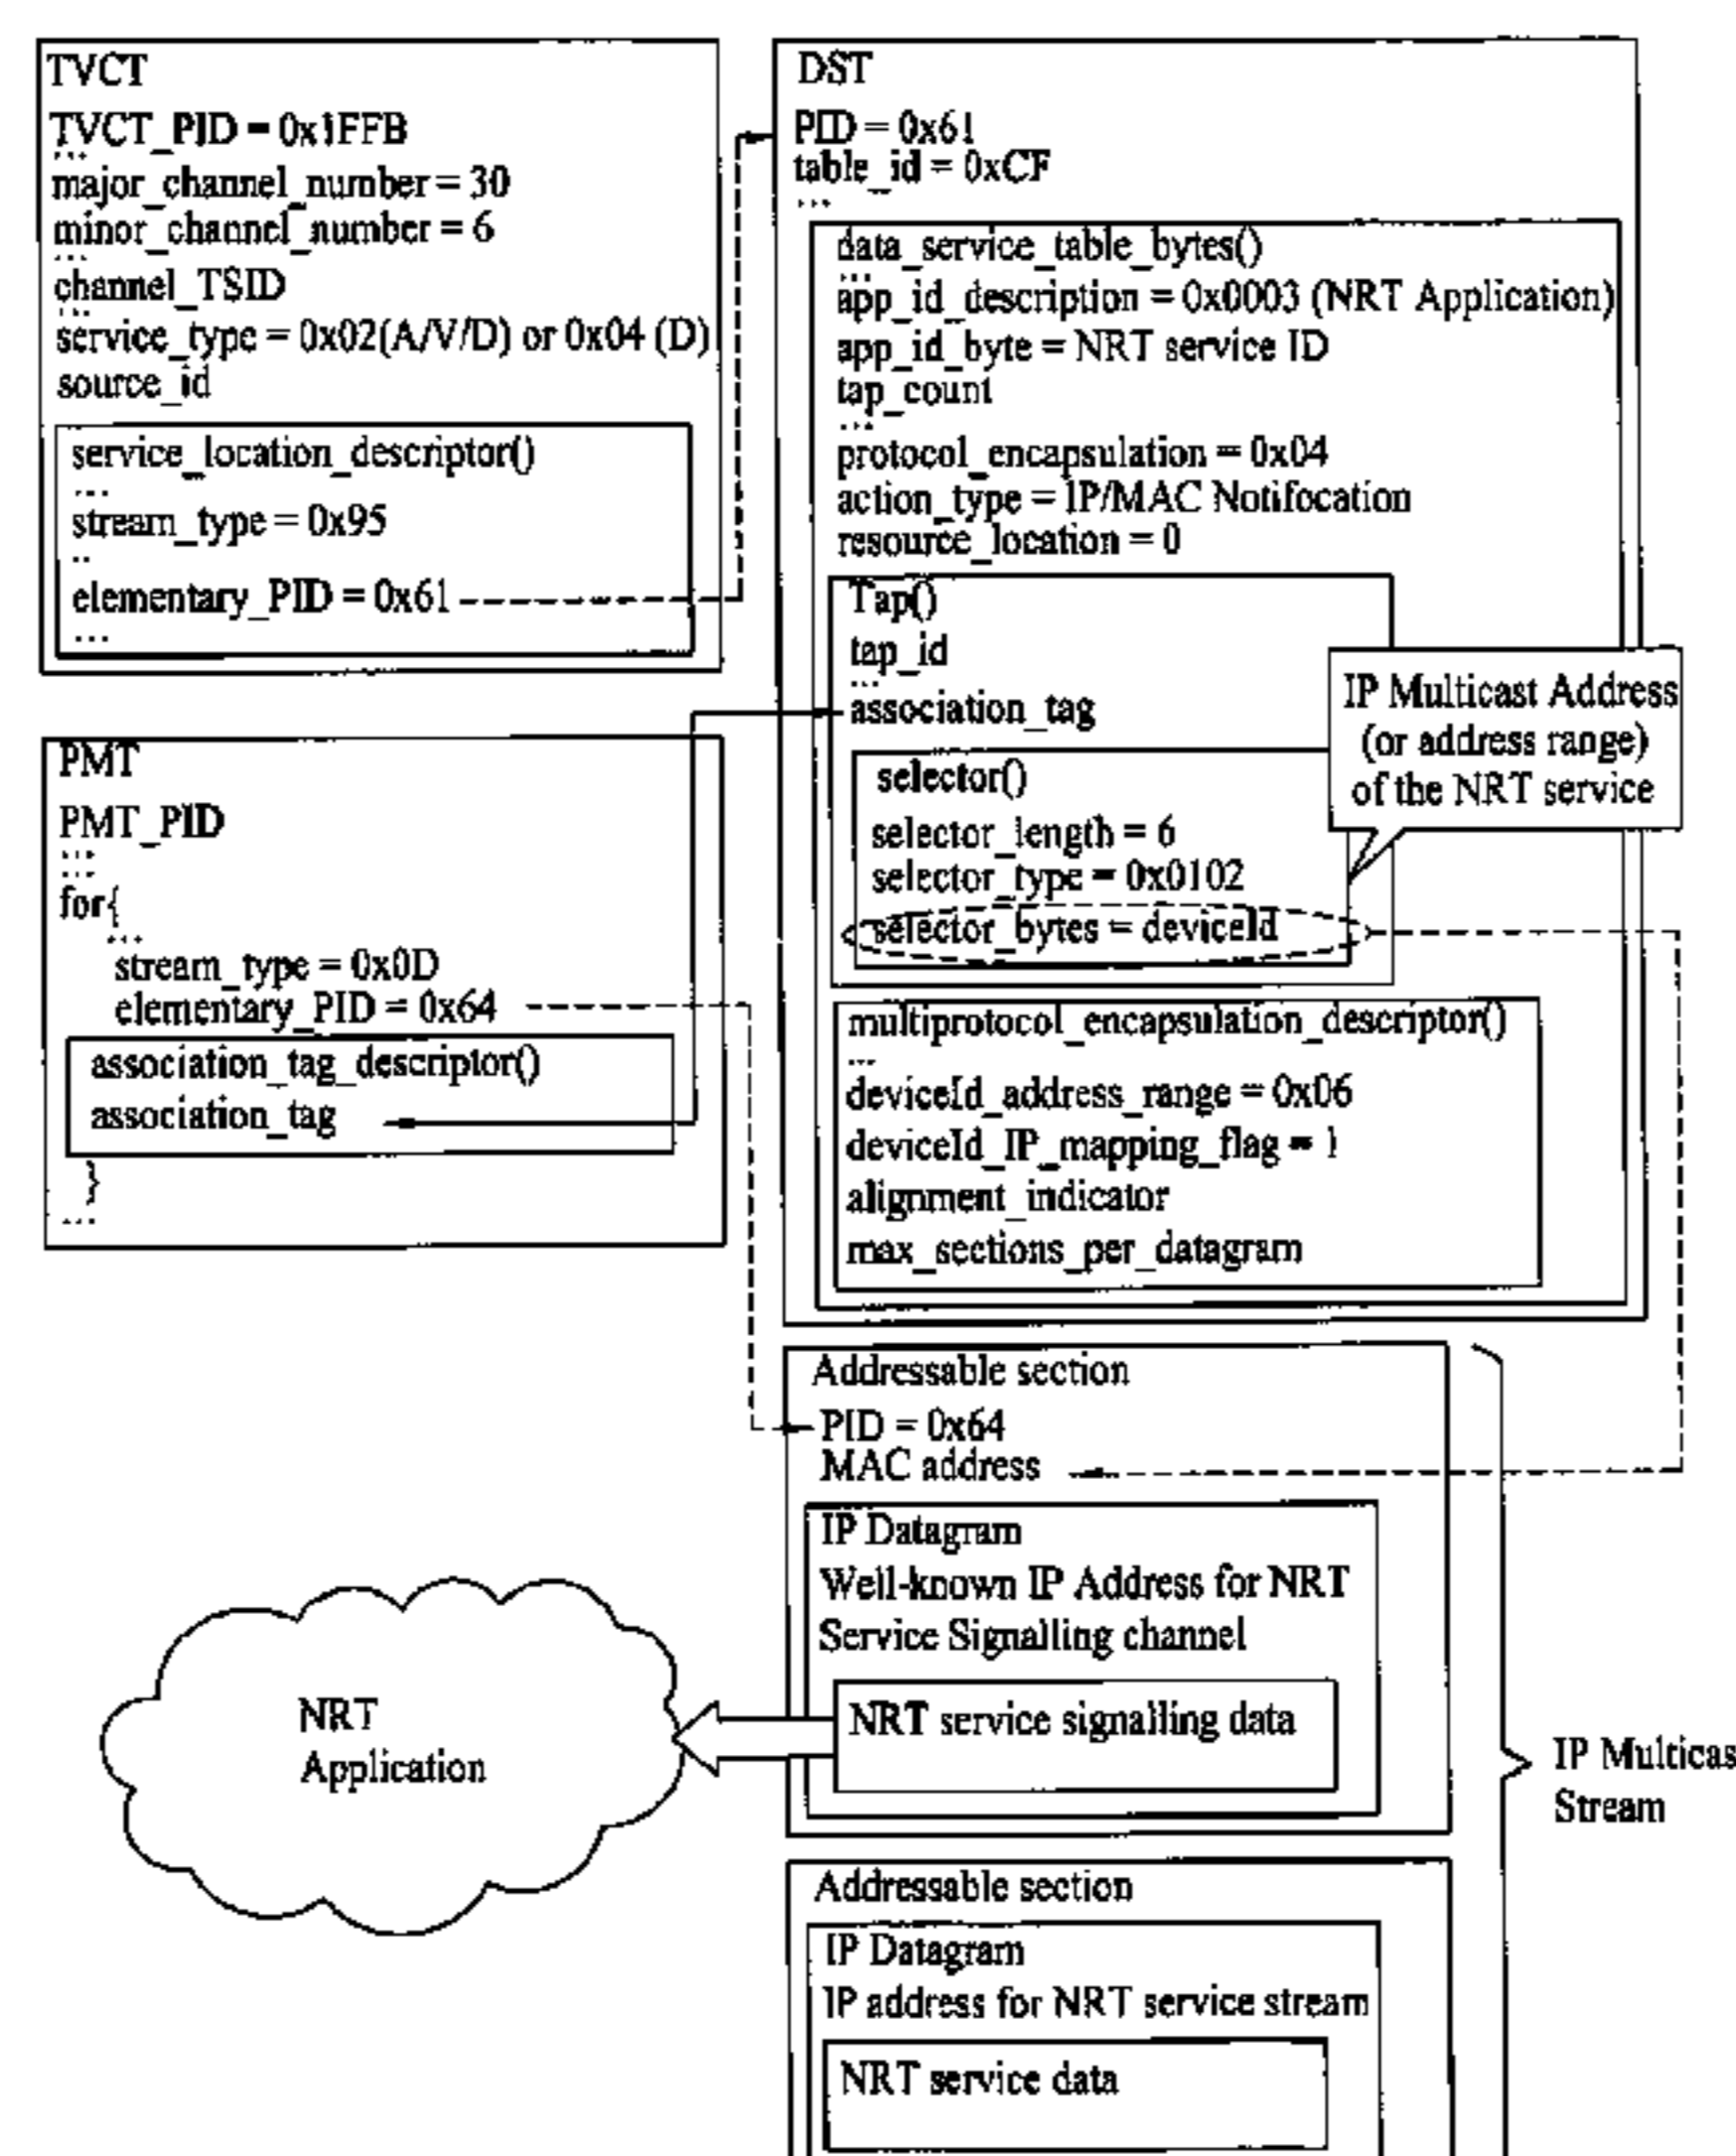 TVCT
TVCT_PID = 0x1FFB
...
major_channel_number = 30
minor_channel_number = 6
...
channel_TSID
...
service_type = 0x02(A/V/D) or 0x04 (D)
source_id
service_location_descriptor()
...
stream_type = 0x95
..
elementary_PID = 0x61
...
PMT
PMT_PID
...
...
for{
...
stream_type = 0x0D
elementary_PID = 0x64
association_tag_descriptor()
association_tag
}
...
DST
PID = 0x61
table_id = 0xCF
...
data_service_table_bytes()
...
app_id_description = 0x0003 (NRT Application)
app_id_byte = NRT service ID
tap_count
...
protocol_encapsulation = 0x04
action_type = IP/MAC Notifocation
resource_location = 0
Tap()
tap_id
...
association_tag
selector()
selector_length = 6
selector_type = 0x0102
selector_bytes = deviceId
IP Multicast Address
(or address range)
of the NRT service
multiprotocol_encapsulation_descriptor()
...
deviceId_address_range = 0x06
deviceId_IP_mapping_flag = 1
alignment_indicator
max_sections_per_datagram
Addressable section
PID = 0x64
MAC address
IP Datagram
Well-known IP Address for NRT
Service Signalling channel
NRT service signalling data
NRT
Application
IP Multicas
Stream
Addressable section
IP Datagram
IP address for NRT service stream
NRT service data